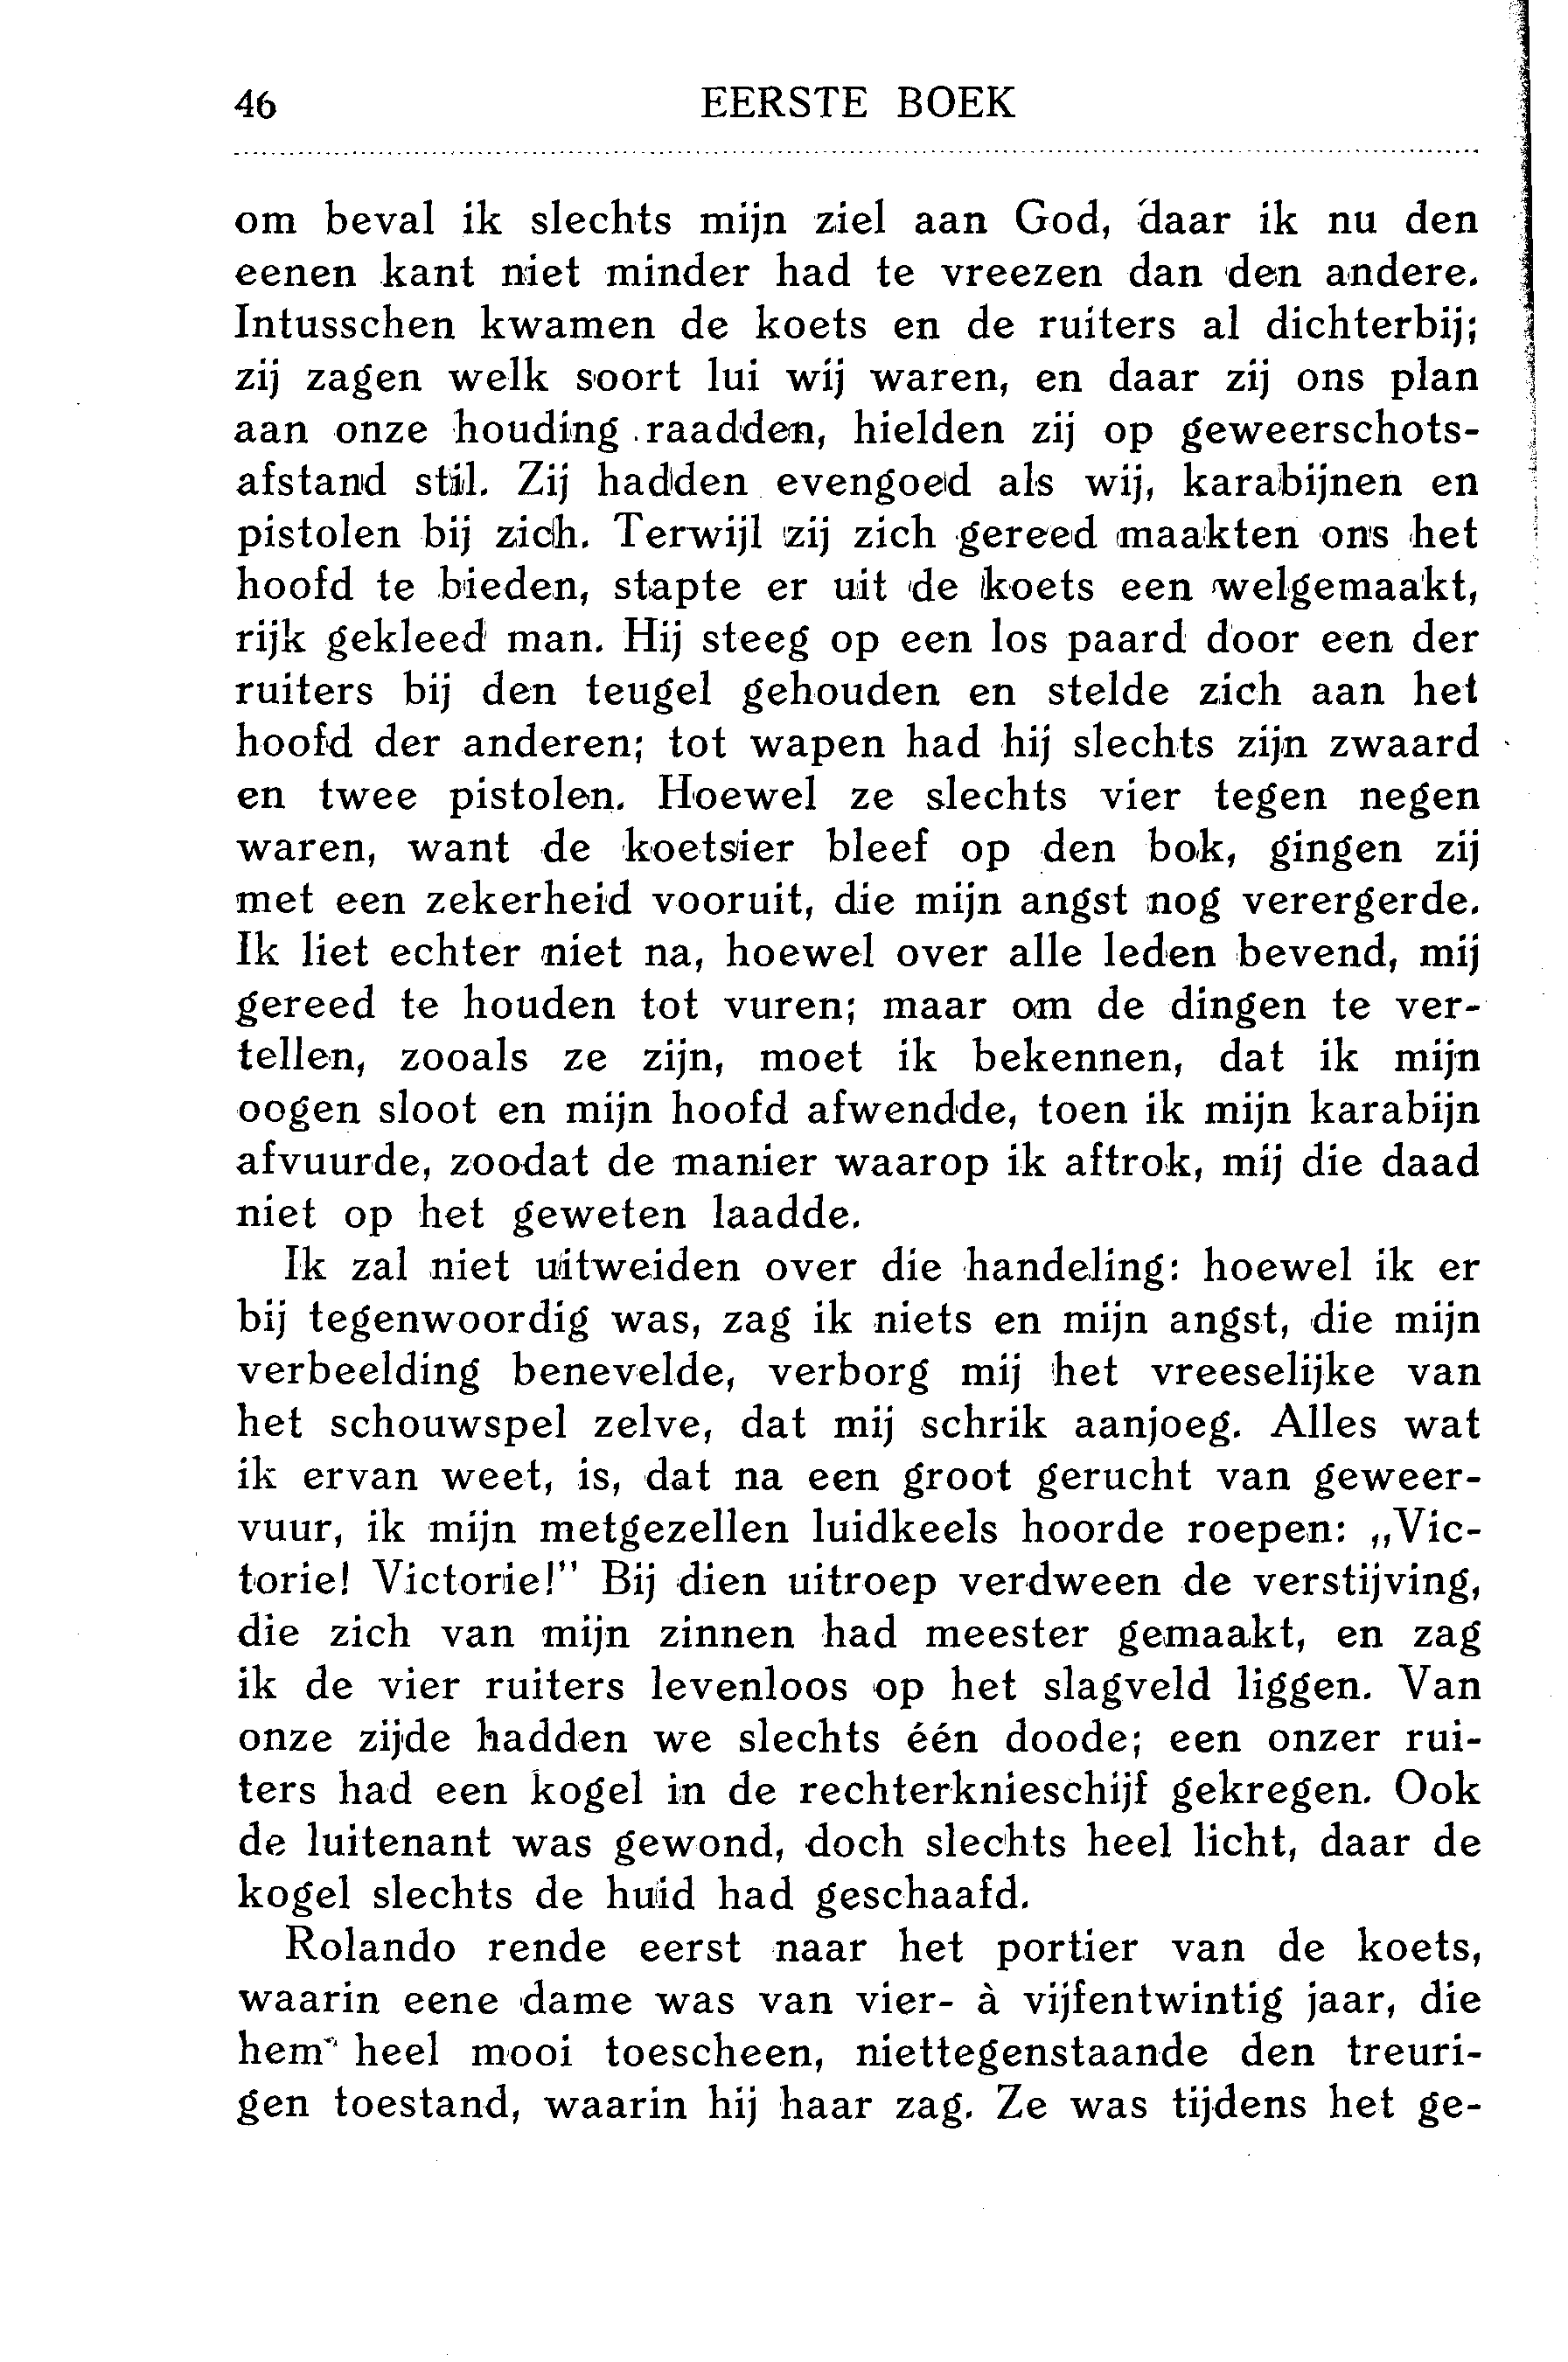 46
EERSTE BOEK
om beval ik slechts mijn ziel aan God, daar ik nu den
eenen kant niet minder had te vreezen dan den andere.
Intusschen kwamen de koets en de ruiters al dichterbij;
zij zagen welk soort lui wij waren, en daar zij ons plan
aan onze houding raadden, hielden zij op geweerschots-
afstand stil. Zij hadden evengoed als wij, karabijnen en
pistolen bij zich. Terwijl zij zich gereed maakten ons het
hoofd te bieden, stapte er uit de koets een welgemaakt,
rijk gekleed man. Hij steeg op een los paard door een der
ruiters bij den teugel gehouden en stelde zich aan het
hoofd der anderen; tot wapen had hij slechts zijn zwaard
en twee pistolen. Hoewel ze slechts vier tegen negen
waren, want de koetsier bleef op den bok, gingen zij
met een zekerheid vooruit, die mijn angst nog verergerde.
Ik liet echter niet na, hoewel over alle leden bevend, mij
gereed te houden tot vuren; maar om de dingen te ver-
tellen, zooals ze zijn, moet ik bekennen, dat ik mijn
oogen sloot en mijn hoofd afwendde, toen ik mijn karabijn
afvuurde, zoodat de manier waarop ik aftrok, mij die daad
niet op het geweten laadde.
Ik zal niet uitweiden over die handeling: hoewel ik er
bij tegenwoordig was, zag ik niets en mijn angst, die mijn
verbeelding benevelde, verborg mij het vreeselijke van
het schouwspel zelve, dat mij schrik aanjoeg. Alles wat
ik ervan weet, is, dat na een groot gerucht van geweer-
vuur, ik mijn metgezellen luidkeels hoorde roepen: „Vic-
torie! Victorie!" Bij dien uitroep verdween de verstijving,
die zich van mijn zinnen had meester gemaakt, en zag
ik de vier ruiters levenloos op het slagveld liggen. Van
onze zijde hadden we slechts één doode; een onzer rui-
ters had een kogel in de rechterknieschijf gekregen. Ook
de luitenant was gewond, doch slechts heel licht, daar de
kogel slechts de huid had geschaafd.
Rolando rende eerst naar het portier van de koets,
waarin eene dame was van vier- à vijfentwintig jaar, die
hem heel mooi toescheen, niettegenstaande den treuri-
gen toestand, waarin hij haar zag. Ze was tijdens het ge-